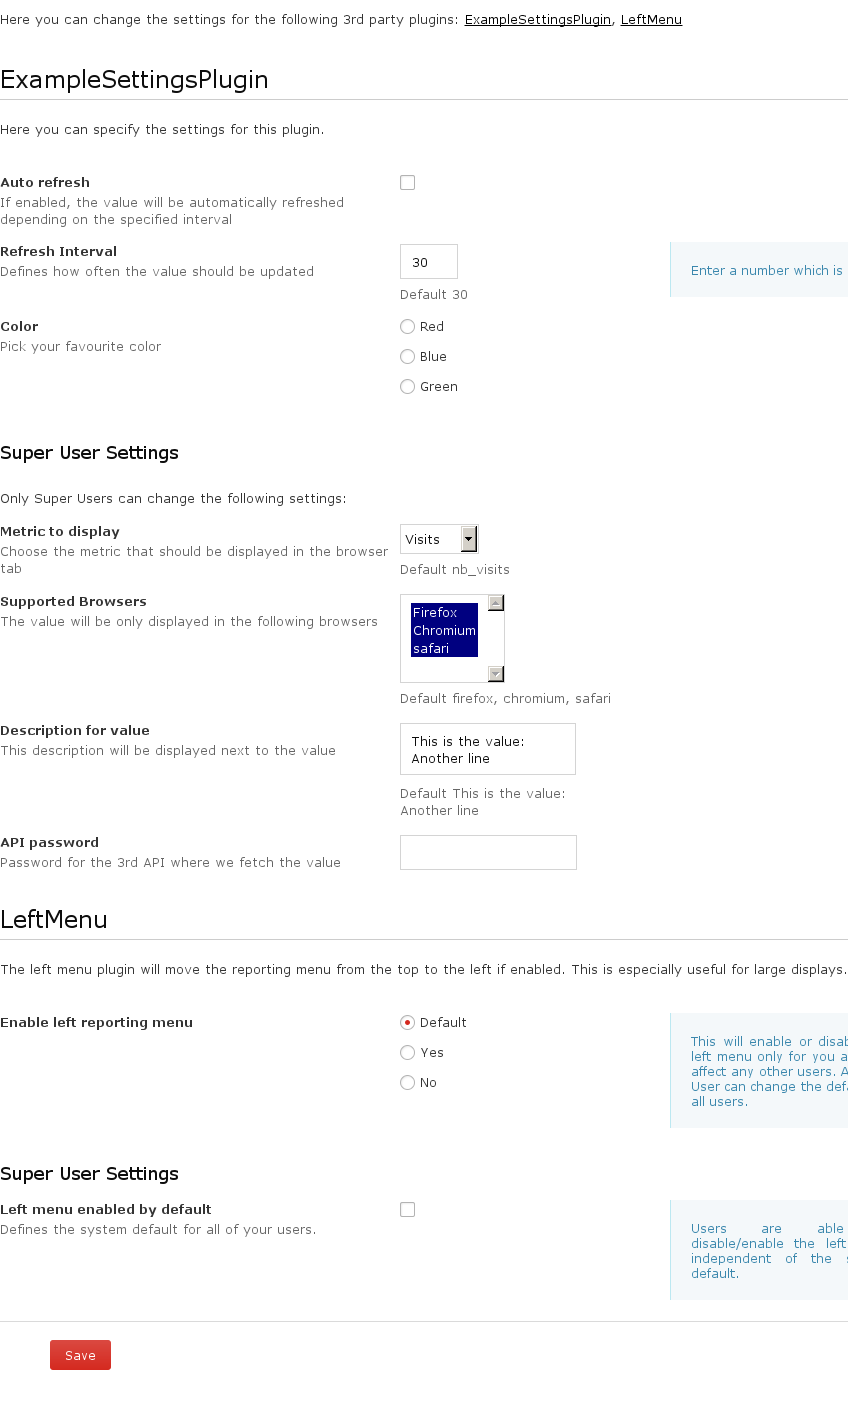 Here you can change the settings for the following 3rd party plugins: ExampleSettingsPlugin, LeftMenu
ExampleSettingsPlugin
Here you can specify the settings for this plugin.
Auto refresh
If enabled, the value will be automatically refreshed
depending on the specified interval
Refresh Interval
Defines how often the value should be updated
30
Default 30
Enter a number which is
Color
Pick your favourite color
Red
Blue
Green
Super User Settings
Only Super Users can change the following settings:
Metric to display
Choose the metric that should be displayed in the browser
tab
Visits
Default nb_visits
Supported Browsers
The value will be only displayed in the following browsers
Firefox
Chromium
safari
Default firefox, chromium, safari
Description for value
This description will be displayed next to the value
This is the value:
Another line
Default This is the value:
Another line
API password
Password for the 3rd API where we fetch the value
LeftMenu
The left menu plugin will move the reporting menu from the top to the left if enabled. This is especially useful for large displays.
Enable left reporting menu
Default
Yes
No
This will enable or
left menu only for you
affect any other users.
User can change the
all users.
Super User Settings
Left menu enabled by default
Defines the system default for all of your users.
Users are able
disable/enable the left
independent of the
default.
Save